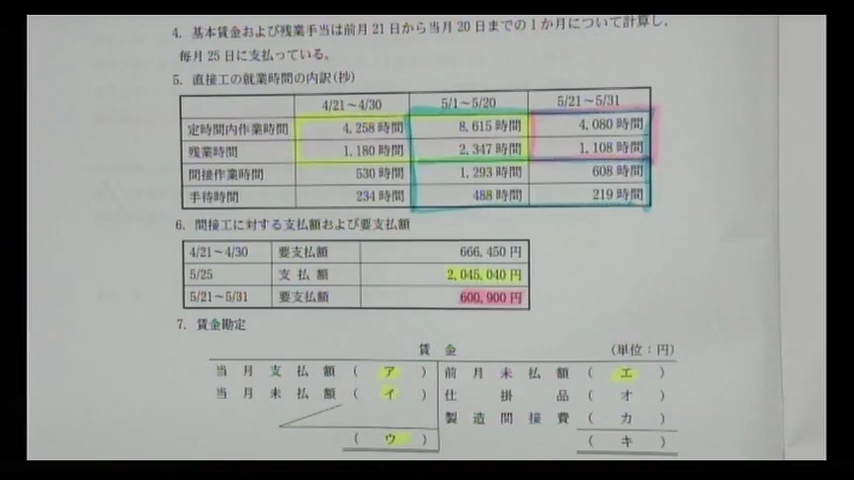 4. 基本賃金および残業手当は前月21日から当月20日までの1か月について計算し,
毎月25日に支払っている。
5. 直接工の就業時間の内訳(抄)
4/21～4/30 5/1～5/20 5/21～5/31
定時間内作業時間 4,258時間 8,615時間 4,080時間
残業時間 1,180時間 2,347時間 1,108時間
間接作業時間 530時間 1,293時間 608時間
手待時間 234時間 488時間 219時間
6. 間接工に対する支払額および要支払額
4/21～4/30 要支払額 666,450円
5/25 支払額 2,045,040円
5/21～5/31 要支払額 600,900円
7. 賃金勘定
賃金 (単位：円)
当月支払額 ( ア ) 前月未払額 ( エ )
当月未払額 ( イ ) 仕掛品 ( オ )
製造間接費 ( カ )
( ウ ) ( キ )